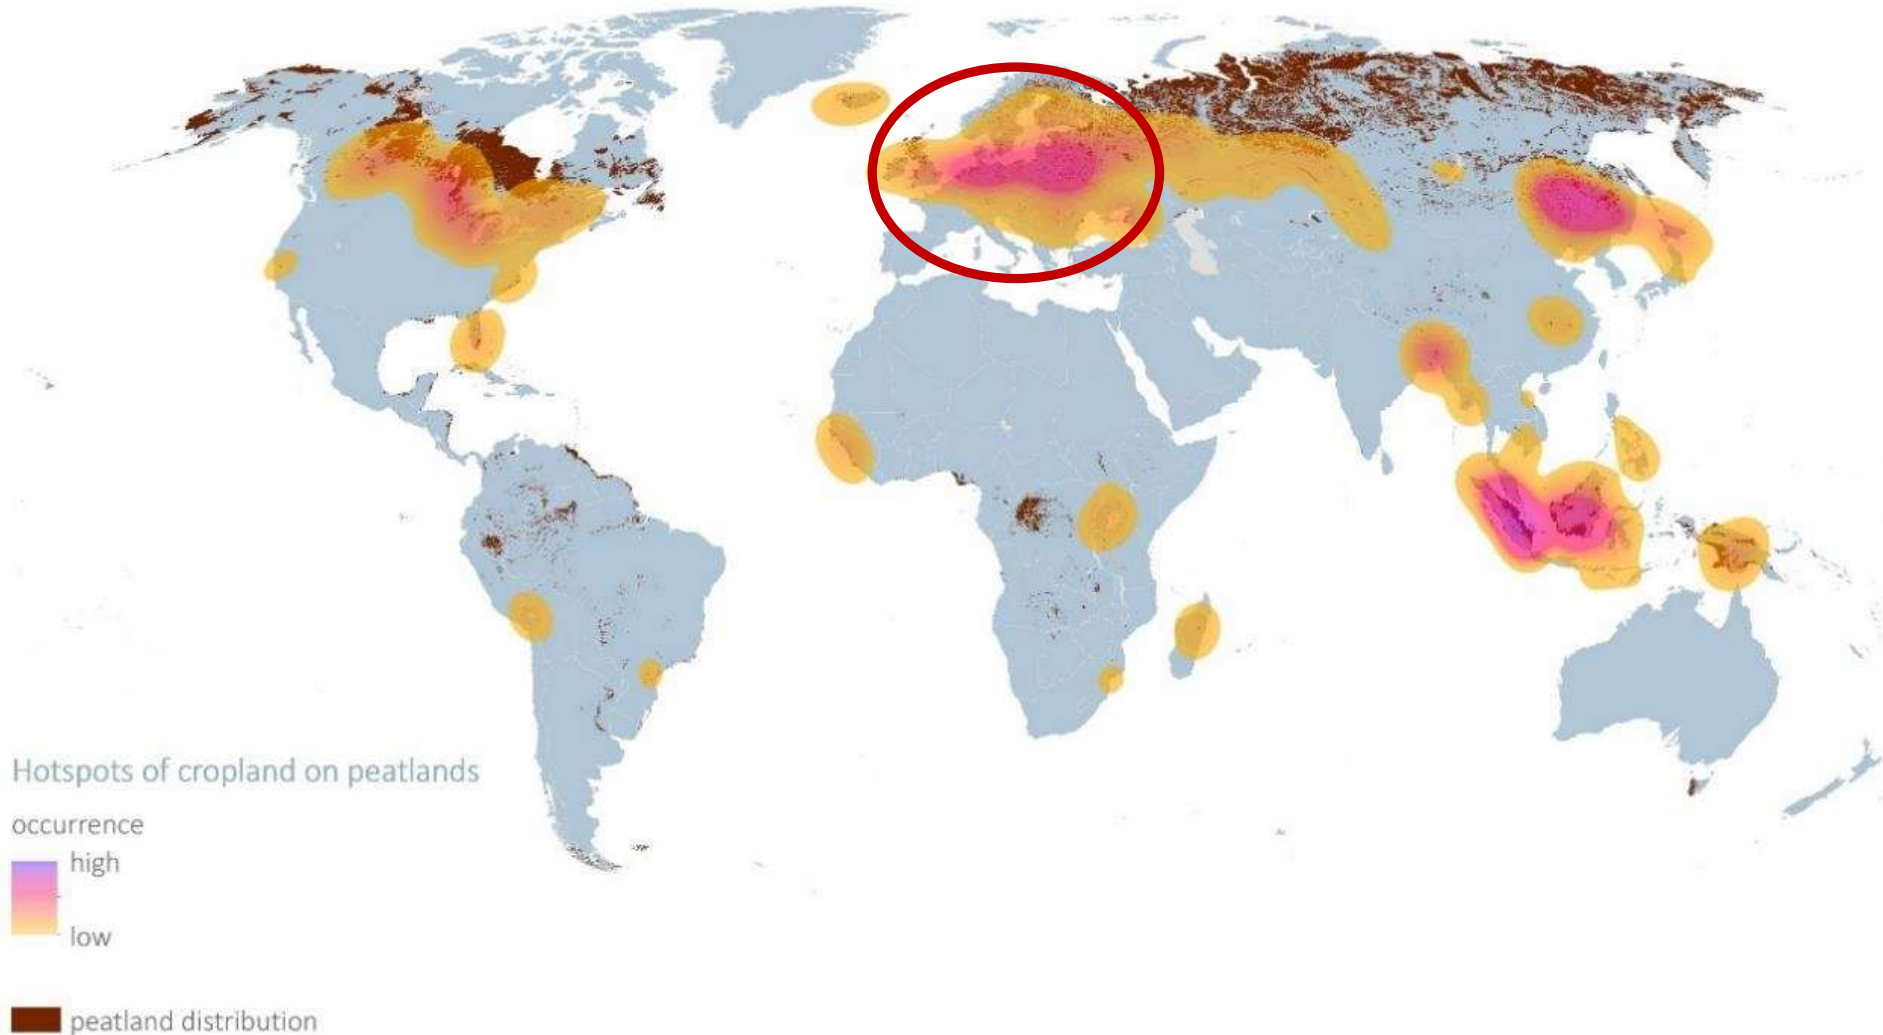 Hotspots of cropland on peatlands
occurrence
high
low
peatland distribution